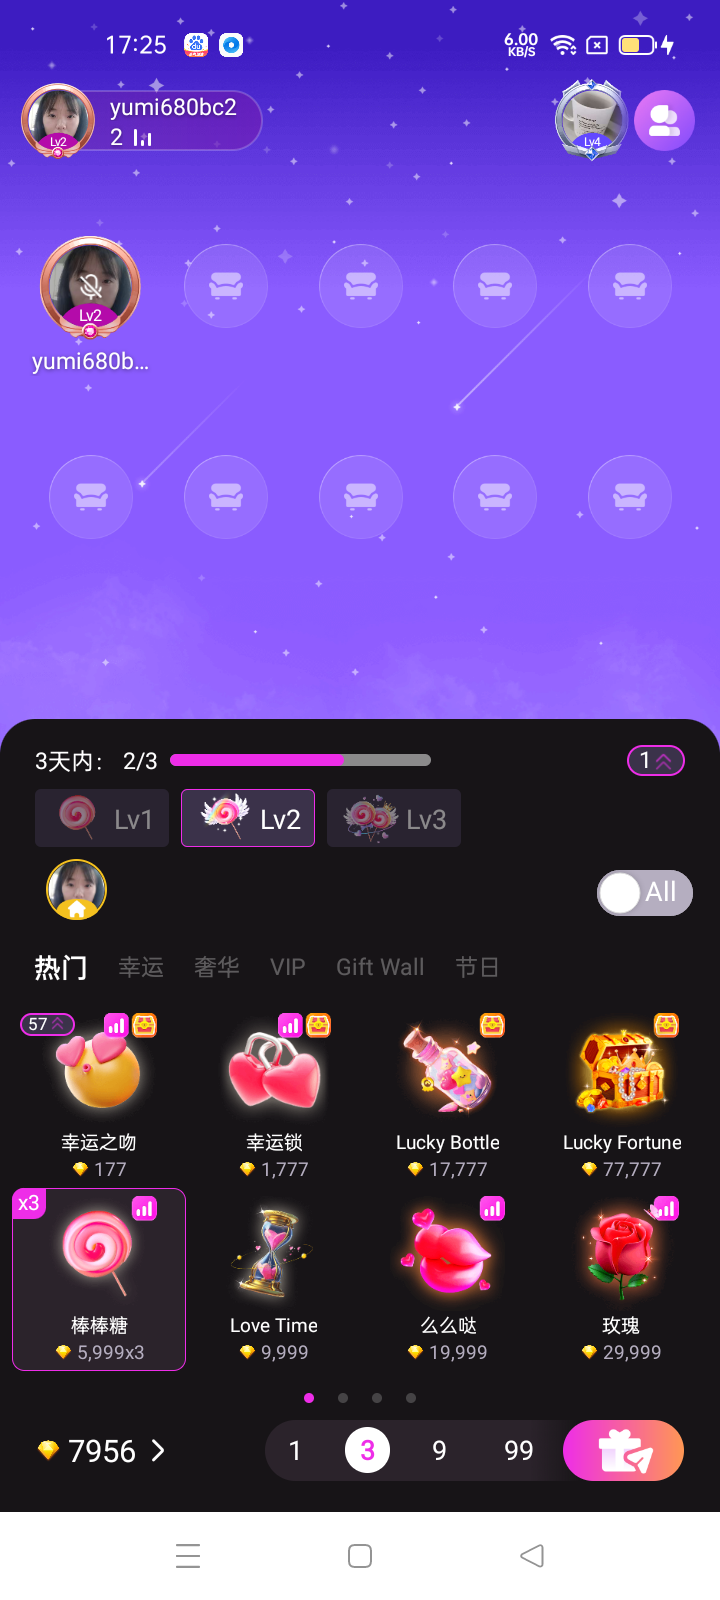 17:25
6.00 KB/S
yumi680bc2
2
Lv2
Lv4
Lv2
yumi680b...
3天内: 2/3
1
Lv1 Lv2 Lv3
All
热门 幸运 奢华 VIP Gift Wall 节日
57
幸运之吻 幸运锁 Lucky Bottle Lucky Fortune
177 1,777 17,777 77,777
x3
棒棒糖 Love Time 么么哒 玫瑰
5,999x3 9,999 19,999 29,999
7956
1 3 9 99